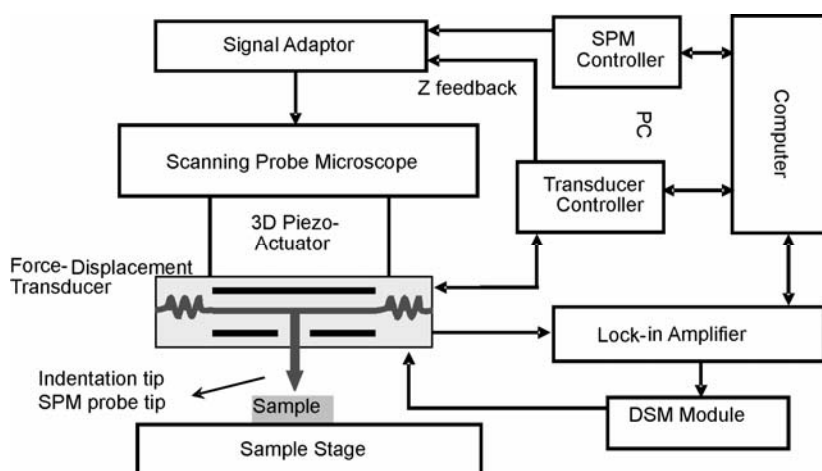 Signal Adaptor
SPM
Controller
Z feedback
Computer
PC
Scanning Probe Microscope
Transducer
Controller
3D Piezo-
Actuator
Force-Displacement
Transducer
Lock-in Amplifier
Indentation tip
SPM probe tip
Sample
DSM Module
Sample Stage